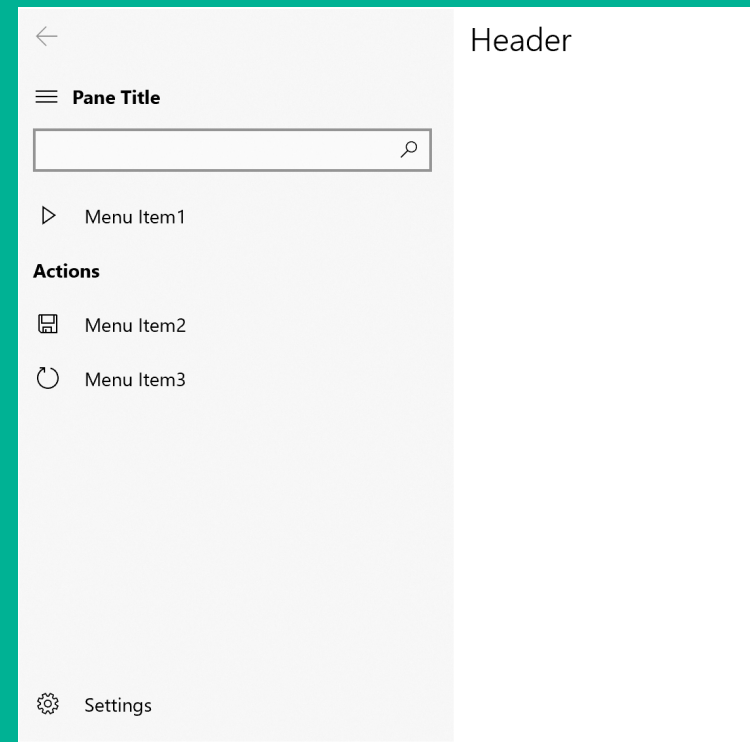 Header
Pane Title
Menu Item1
Actions
Menu Item2
Menu Item3
Settings